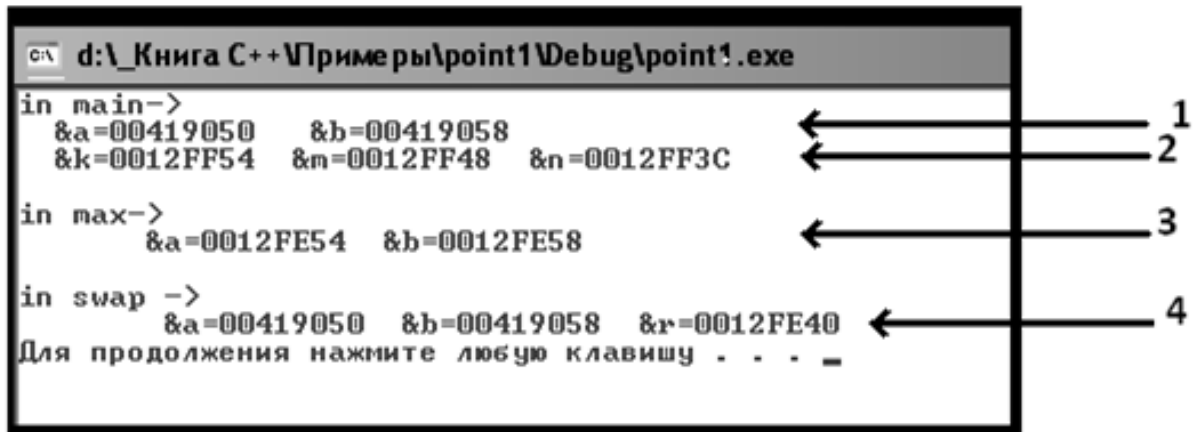 d:\_Книга C++\Примеры\point1\Debug\point1.exe
in main->
&a=00419050 &b=00419058
1
&k=0012FF54 &m=0012FF48 &n=0012FF3C
2
in max->
&a=0012FE54 &b=0012FE58
3
in swap ->
&a=00419050 &b=00419058 &r=0012FE40
4
Для продолжения нажмите любую клавишу . . . _